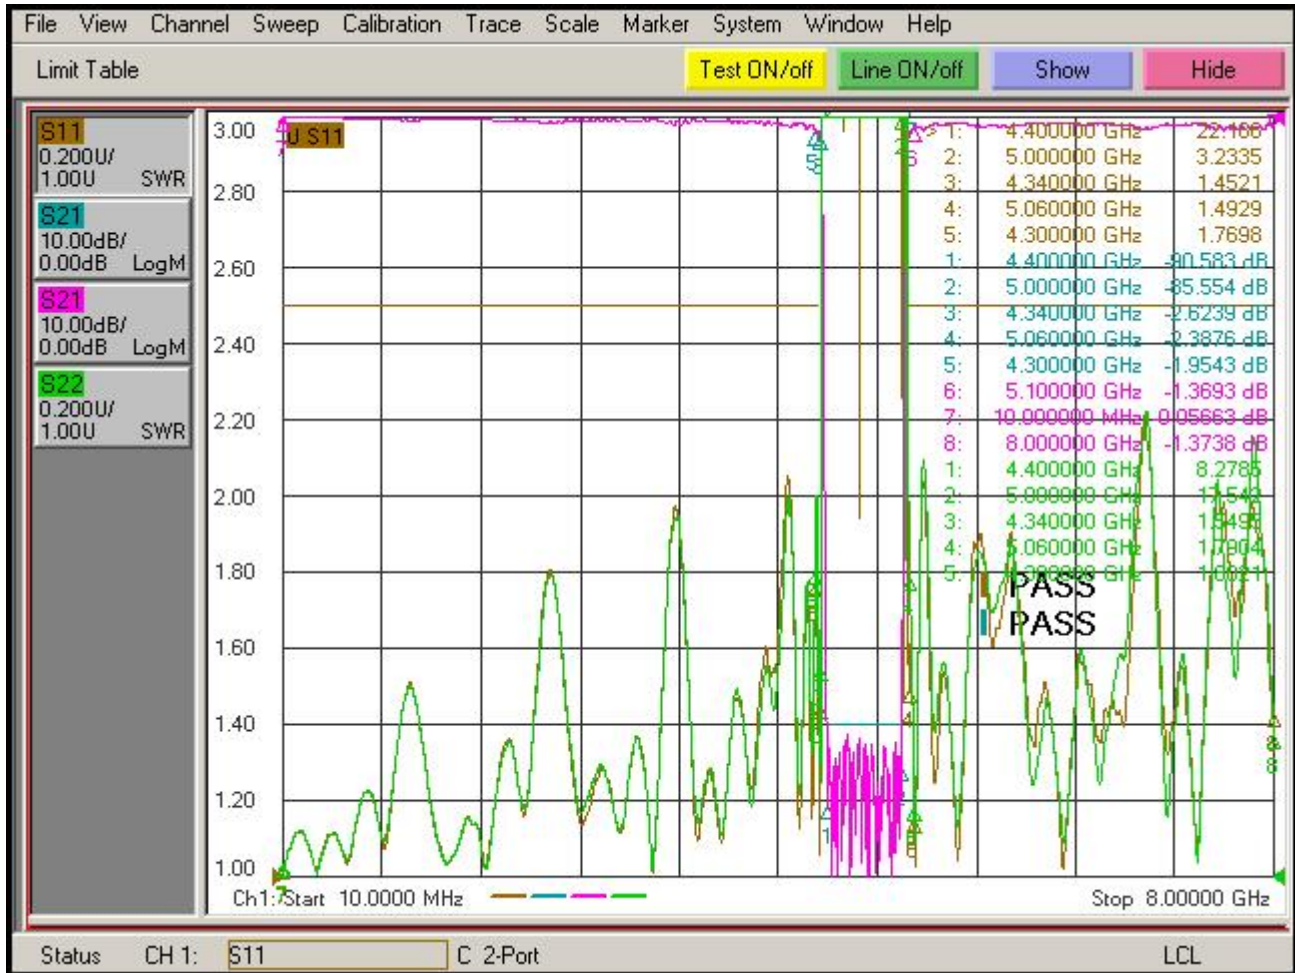 File View Channel Sweep Calibration Trace Scale Marker System Window Help
Limit Table Test ON/off Line ON/off Show Hide
S11
0.200U/
1.00U SWR
S21
10.00dB/
0.00dB LogM
S21
10.00dB/
0.00dB LogM
S22
0.200U/
1.00U SWR
3.00
2.80
2.60
2.40
2.20
2.00
1.80
1.60
1.40
1.20
1.00
U S11
> 1: 4.400000 GHz
2: 5.000000 GHz 3.2335
3: 4.340000 GHz 1.4521
4: 5.060000 GHz 1.4929
5: 4.300000 GHz 1.7698
1: 4.400000 GHz -90.583 dB
2: 5.000000 GHz -85.554 dB
3: 4.340000 GHz -2.6239 dB
4: 5.060000 GHz -2.3876 dB
5: 4.300000 GHz -1.9543 dB
6: 5.100000 GHz -1.3693 dB
7: 10.000000 MHz 0.05663 dB
8: 8.000000 GHz -1.3738 dB
1: 4.400000 GHz 8.2785
2: 5.000000 GHz
3: 4.340000 GHz
4: 5.060000 GHz 1.7904
5:
PASS
PASS
Ch1: Start 10.0000 MHz
Stop 8.00000 GHz
Status CH 1: S11 C 2-Port LCL